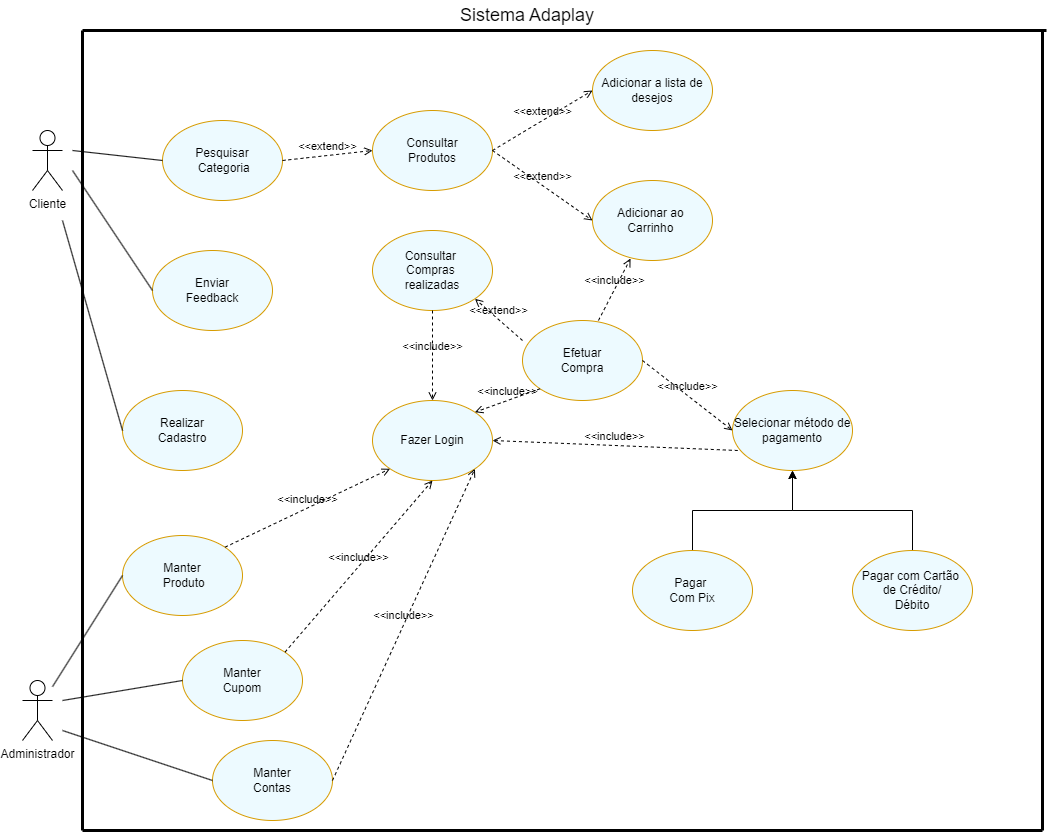 Sistema Adaplay
Adicionar a lista de
desejos
<<extend>>
Consultar
Produtos
<<extend>>
Pesquisar
Categoria
<<extend>>
Cliente
Adicionar ao
Carrinho
Consultar
Compras
realizadas
<<include>>
Enviar
Feedback
<<extend>>
<<include>>
Efetuar
Compra
<<include>>
<<include>>
Realizar
Cadastro
Fazer Login
<<include>>
Selecionar método de
pagamento
<<include>>
Manter
Produto
<<include>>
Pagar
Com Pix
Pagar com Cartão
de Crédito/
Débito
<<include>>
Manter
Cupom
Administrador
Manter
Contas